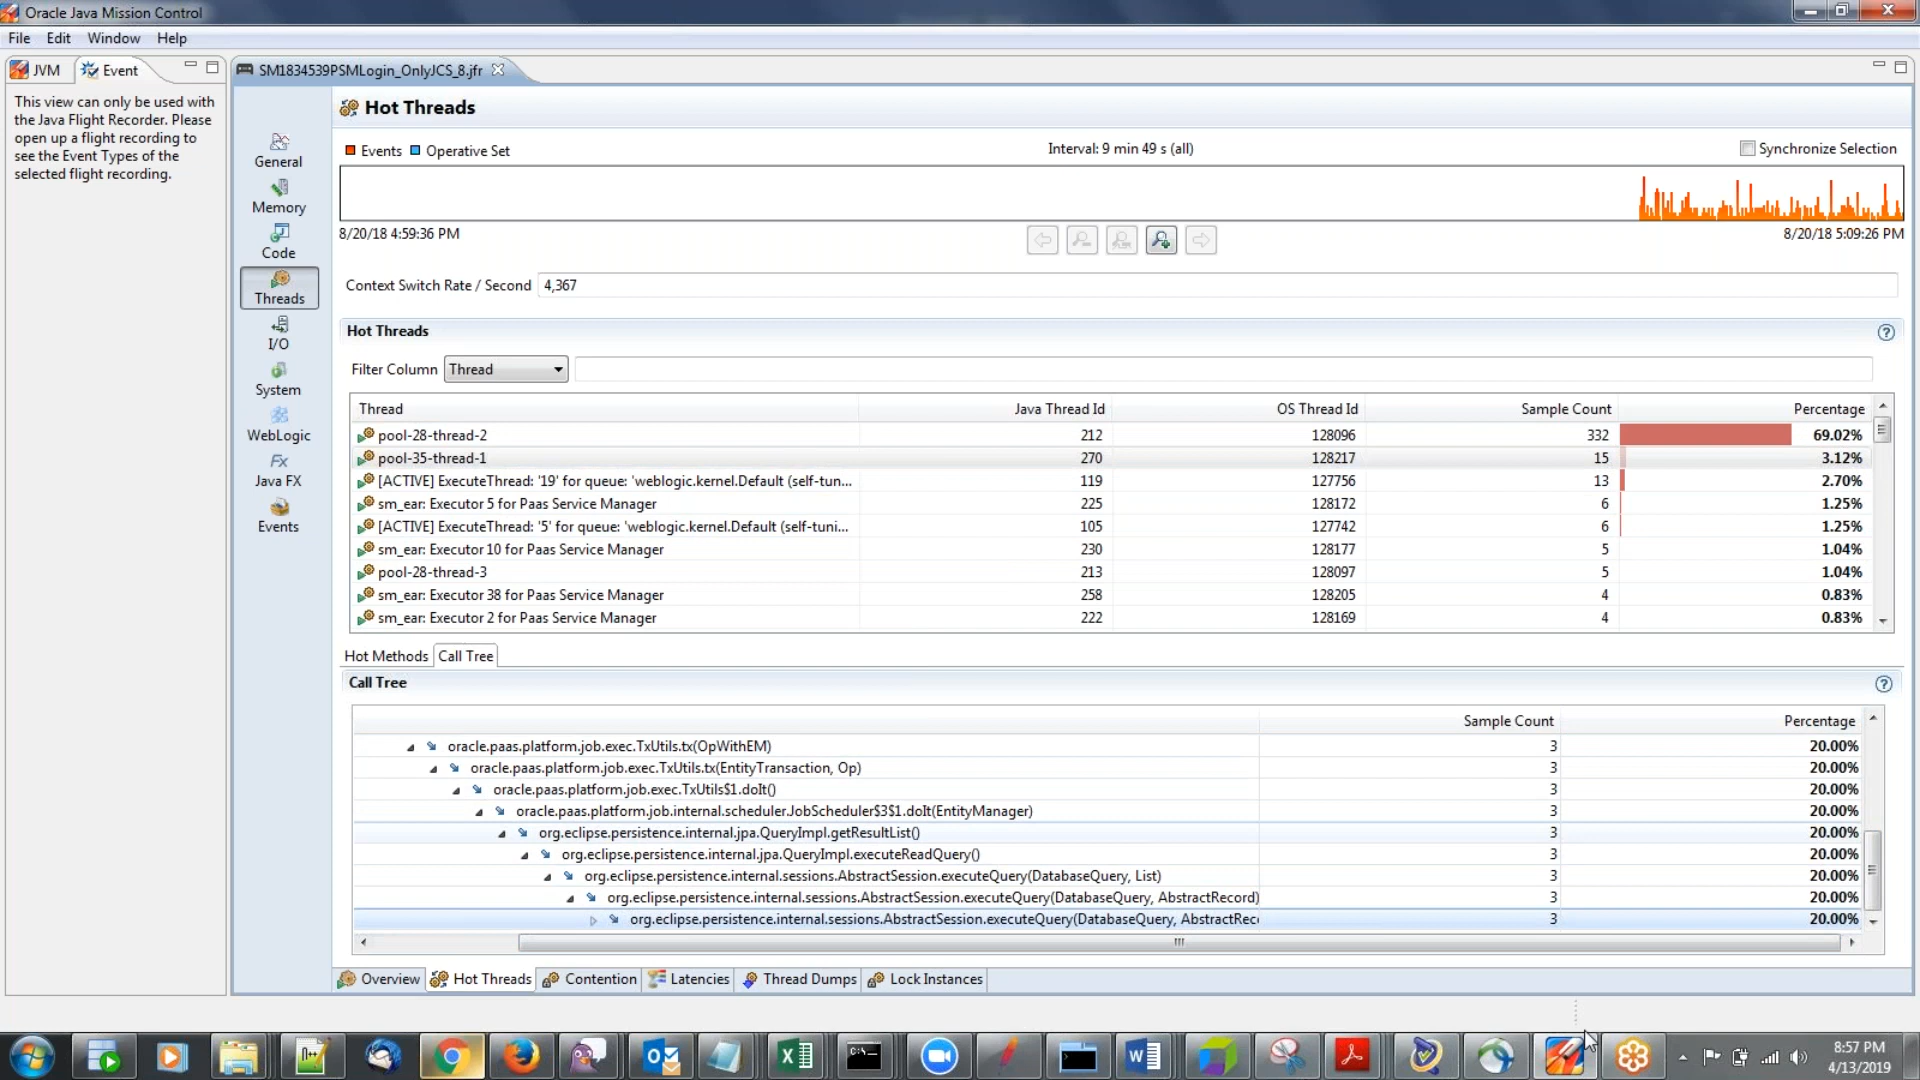 Oracle Java Mission Control
File Edit Window Help
JVM Event
SM1834539PSMLogin_OnlyJCS_8.jfr
This view can only be used with
the Java Flight Recorder. Please
open up a flight recording to
see the Event Types of the
selected flight recording.
General
Memory
Code
Threads
I/O
System
WebLogic
Fx
Java FX
Events
Hot Threads
Events Operative Set
Interval: 9 min 49 s (all)
Synchronize Selection
8/20/18 4:59:36 PM
8/20/18 5:09:26 PM
Context Switch Rate / Second 4,367
Hot Threads
Filter Column Thread
Thread Java Thread Id OS Thread Id Sample Count Percentage
pool-28-thread-2 212 128096 332 69.02%
pool-35-thread-1 270 128217 15 3.12%
[ACTIVE] ExecuteThread: '19' for queue: 'weblogic.kernel.Default (self-tun... 119 127756 13 2.70%
sm_ear: Executor 5 for Paas Service Manager 225 128172 6 1.25%
[ACTIVE] ExecuteThread: '5' for queue: 'weblogic.kernel.Default (self-tuni... 105 127742 6 1.25%
sm_ear: Executor 10 for Paas Service Manager 230 128177 5 1.04%
pool-28-thread-3 213 128097 5 1.04%
sm_ear: Executor 38 for Paas Service Manager 258 128205 4 0.83%
sm_ear: Executor 2 for Paas Service Manager 222 128169 4 0.83%
Hot Methods Call Tree
Call Tree
Sample Count Percentage
oracle.paas.platform.job.exec.TxUtils.tx(OpWithEM) 3 20.00%
oracle.paas.platform.job.exec.TxUtils.tx(EntityTransaction, Op) 3 20.00%
oracle.paas.platform.job.exec.TxUtils$1.doIt() 3 20.00%
oracle.paas.platform.job.internal.scheduler.JobScheduler$3$1.doIt(EntityManager) 3 20.00%
org.eclipse.persistence.internal.jpa.QueryImpl.getResultList() 3 20.00%
org.eclipse.persistence.internal.jpa.QueryImpl.executeReadQuery() 3 20.00%
org.eclipse.persistence.internal.sessions.AbstractSession.executeQuery(DatabaseQuery, List) 3 20.00%
org.eclipse.persistence.internal.sessions.AbstractSession.executeQuery(DatabaseQuery, AbstractRecord) 3 20.00%
org.eclipse.persistence.internal.sessions.AbstractSession.executeQuery(DatabaseQuery, AbstractRec 3 20.00%
Overview Hot Threads Contention Latencies Thread Dumps Lock Instances
8:57 PM
4/13/2019